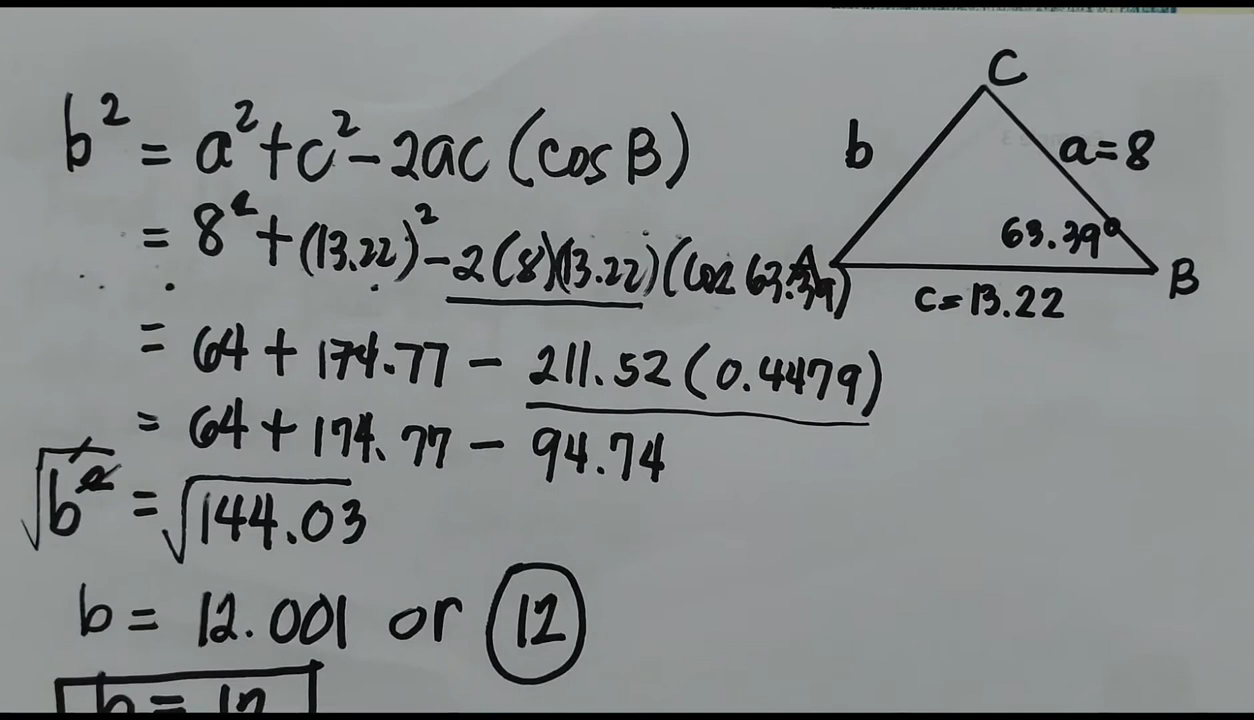 b² = a² + c² - 2ac (cos B)
= 8² + (13.22)² - 2(8)(13.22)(cos 63.39)
= 64 + 174.77 - 211.52 (0.4479)
= 64 + 174.77 - 94.74
√b² = √144.03
b = 12.001 or 12
b = 12
C
b
a=8
63.39°
A
B
c=13.22